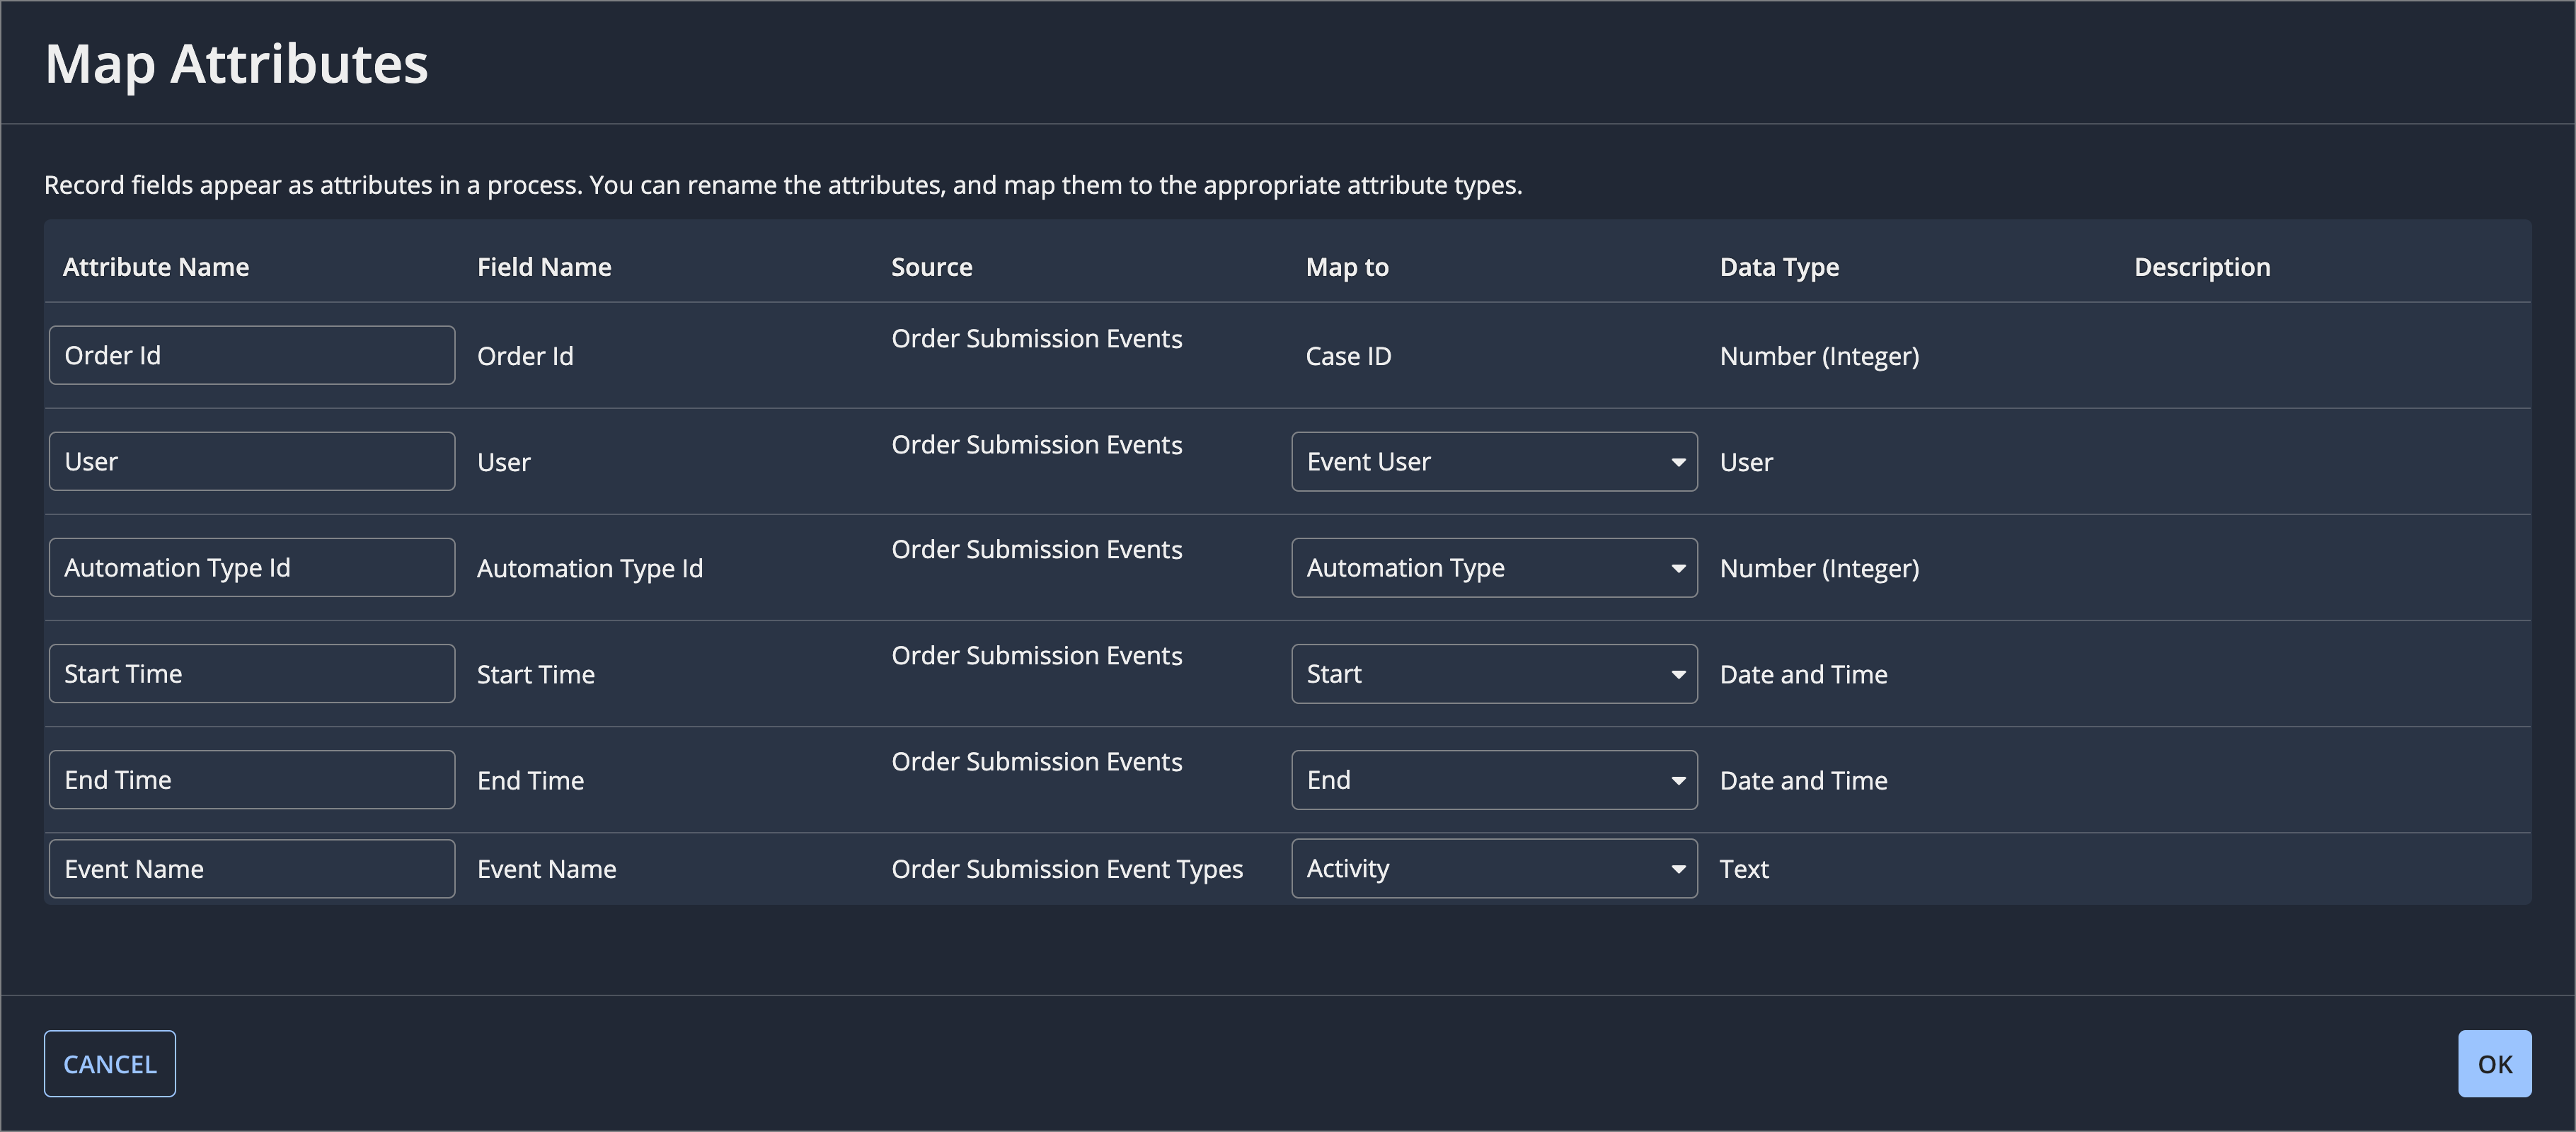 Map Attributes
Record fields appear as attributes in a process. You can rename the attributes, and map them to the appropriate attribute types.
Attribute Name Field Name Source Map to Data Type Description
Order Id Order Id Order Submission Events Case ID Number (Integer)
User User Order Submission Events Event User User
Automation Type Id Automation Type Id Order Submission Events Automation Type Number (Integer)
Start Time Start Time Order Submission Events Start Date and Time
End Time End Time Order Submission Events End Date and Time
Event Name Event Name Order Submission Event Types Activity Text
CANCEL OK